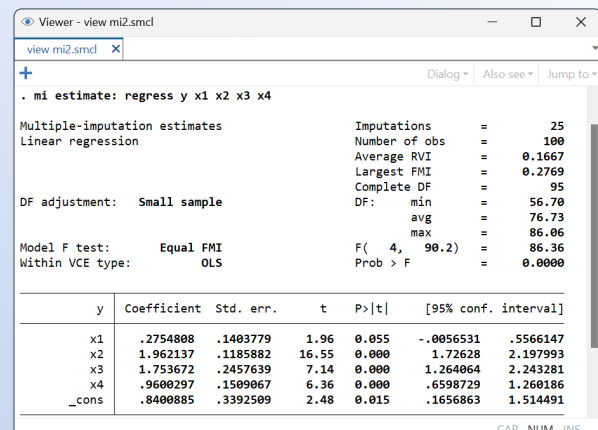 Viewer - view mi2.smcl
view mi2.smcl
Dialog Also see Jump to
. mi estimate: regress y x1 x2 x3 x4
Multiple-imputation estimates Imputations = 25
Linear regression Number of obs = 100
Average RVI = 0.1667
Largest FMI = 0.2769
Complete DF = 95
DF adjustment: Small sample DF: min = 56.70
avg = 76.73
max = 86.06
Model F test: Equal FMI F( 4, 90.2) = 86.36
Within VCE type: OLS Prob > F = 0.0000
y Coefficient Std. err. t P>|t| [95% conf. interval]
x1 .2754808 .1403779 1.96 0.055 -.0056531 .5566147
x2 1.962137 .1185882 16.55 0.000 1.72628 2.197993
x3 1.753672 .2457639 7.14 0.000 1.264064 2.243281
x4 .9600297 .1509067 6.36 0.000 .6598729 1.260186
_cons .8400885 .3392509 2.48 0.015 .1656863 1.514491
CAP NUM INS